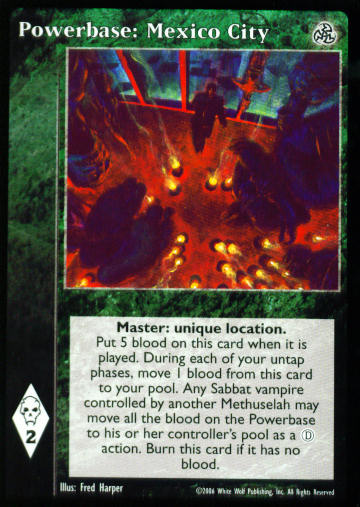 Powerbase: Mexico City
Master: unique location.
Put 5 blood on this card when it is
played. During each of your untap
phases, move 1 blood from this card
to your pool. Any Sabbat vampire
controlled by another Methuselah may
move all the blood on the Powerbase
to his or her controller's pool as a Ⓓ
action. Burn this card if it has no
blood.
2
Illus: Fred Harper
©2006 White Wolf Publishing, Inc. All Rights Reserved